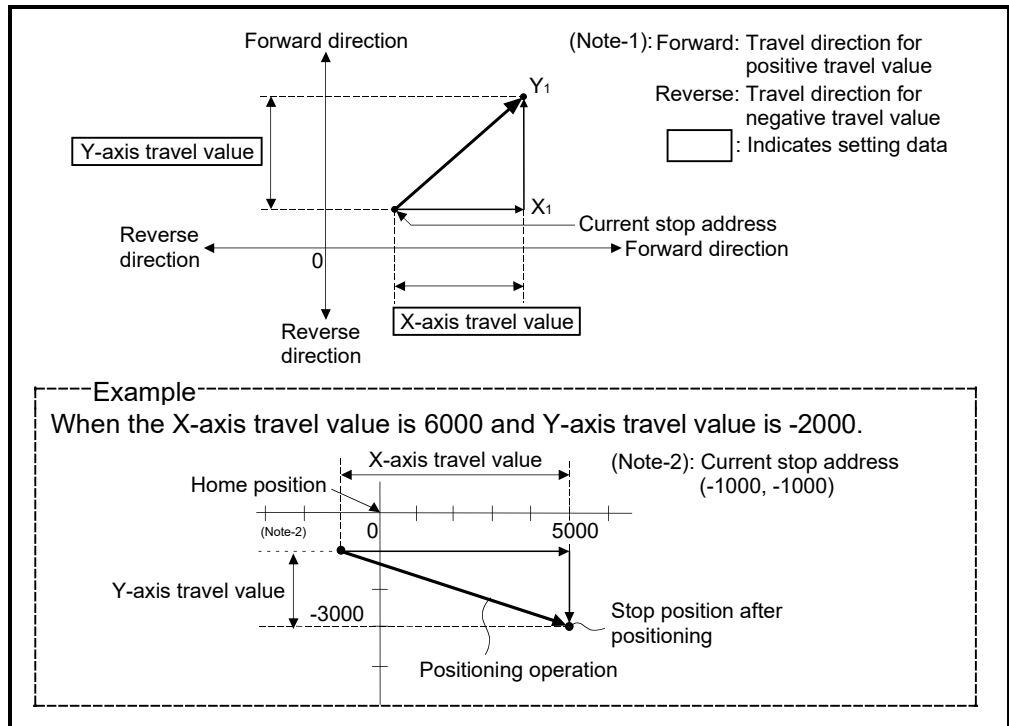 Forward direction
(Note-1): Forward: Travel direction for
positive travel value
Reverse: Travel direction for
negative travel value
: Indicates setting data
Y1
Y-axis travel value
X1
Current stop address
Reverse
direction
0
Forward direction
X-axis travel value
Reverse
direction
Example
When the X-axis travel value is 6000 and Y-axis travel value is -2000.
X-axis travel value
(Note-2): Current stop address
(-1000, -1000)
Home position
(Note-2)
0
5000
Y-axis travel value
-3000
Stop position after
positioning
Positioning operation